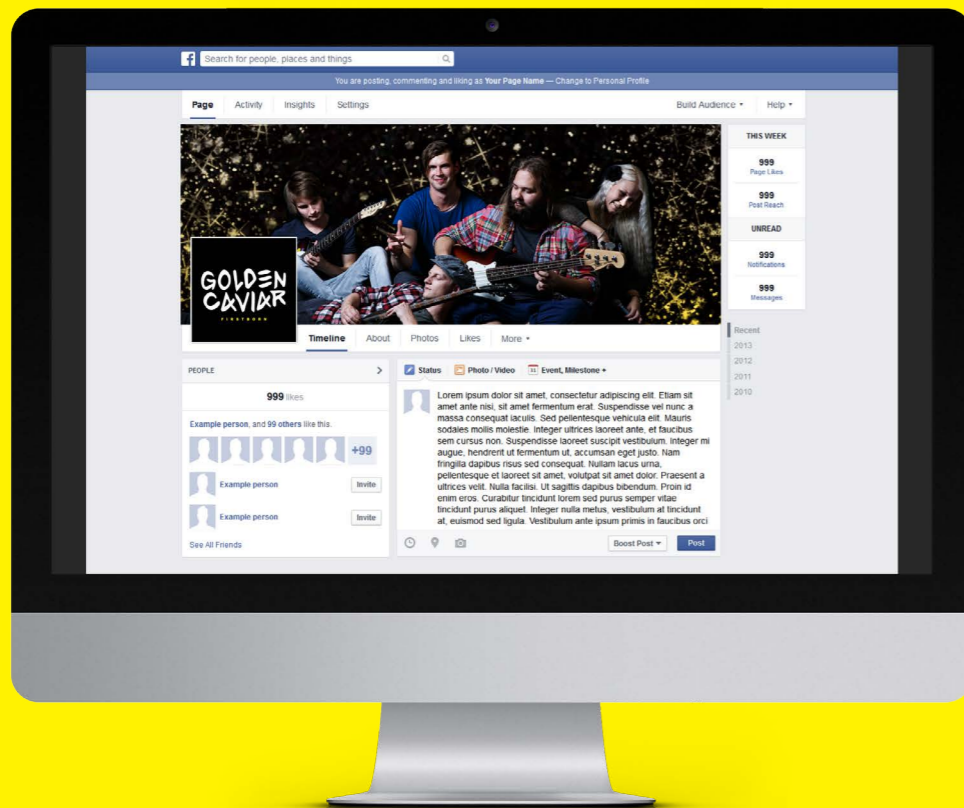 Search for people, places and things
You are posting, commenting and liking as Your Page Name — Change to Personal Profile
Page Activity Insights Settings Build Audience Help
THIS WEEK
999
Page Likes
999
Post Reach
UNREAD
999
Notifications
999
Messages
GOLDEN
CAVIAR
FIRSTBORN
Timeline About Photos Likes More
Recent
2013
2012
2011
2010
PEOPLE
999 likes
Example person, and 99 others like this.
+99
Example person Invite
Example person Invite
See All Friends
Status Photo / Video 31 Event, Milestone +
Lorem ipsum dolor sit amet, consectetur adipiscing elit. Etiam sit
amet ante nisi, sit amet fermentum erat. Suspendisse vel nunc a
massa consequat iaculis. Sed pellentesque vehicula elit. Mauris
sodales mollis molestie. Integer ultrices laoreet ante, et faucibus
sem cursus non. Suspendisse laoreet suscipit vestibulum. Integer mi
augue, hendrerit ut fermentum ut, accumsan eget justo. Nam
fringilla dapibus risus sed consequat. Nullam lacus urna,
pellentesque et laoreet sit amet, volutpat sit amet dolor. Praesent a
ultrices velit. Nulla facilisi. Ut sagittis dapibus bibendum. Proin id
enim eros. Curabitur tincidunt lorem sed purus semper vitae
tincidunt purus aliquet. Integer nulla metus, vestibulum at tincidunt
at, euismod sed ligula. Vestibulum ante ipsum primis in faucibus orci
Boost Post Post